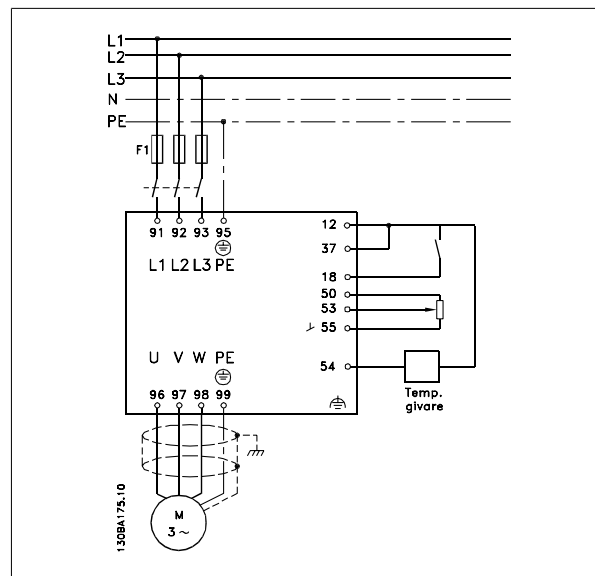 L1
L2
L3
N
PE
F1
91 92 93 95
L1 L2 L3 PE
12
37
18
50
53
55
54
Temp.
givare
U V W PE
96 97 98 99
M
3 ~
130BA175.10